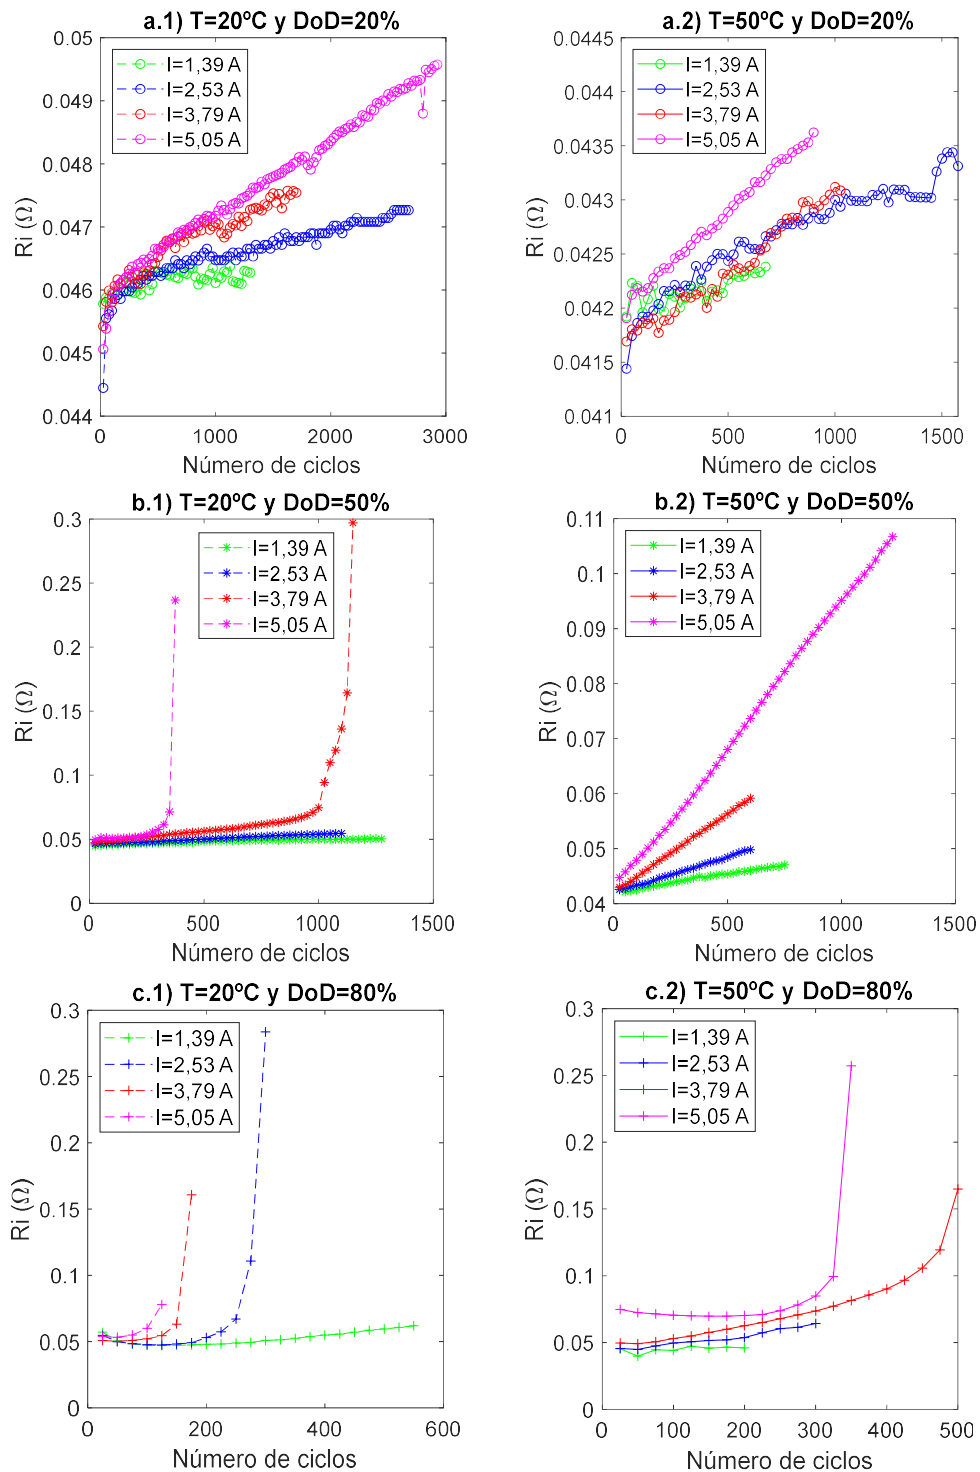 a.1) T=20ºC y DoD=20%
0.05
0.049
0.048
0.047
0.046
0.045
0.044
Ri (Ω)
I=1,39 A
I=2,53 A
I=3,79 A
I=5,05 A
0
1000
2000
3000
Número de ciclos
a.2) T=50ºC y DoD=20%
0.0445
0.044
0.0435
0.043
0.0425
0.042
0.0415
0.041
Ri (Ω)
I=1,39 A
I=2,53 A
I=3,79 A
I=5,05 A
0
500
1000
1500
Número de ciclos
b.1) T=20ºC y DoD=50%
0.3
0.25
0.2
0.15
0.1
0.05
0
Ri (Ω)
I=1,39 A
I=2,53 A
I=3,79 A
I=5,05 A
0
500
1000
1500
Número de ciclos
b.2) T=50ºC y DoD=50%
0.11
0.1
0.09
0.08
0.07
0.06
0.05
0.04
Ri (Ω)
I=1,39 A
I=2,53 A
I=3,79 A
I=5,05 A
0
500
1000
1500
Número de ciclos
c.1) T=20ºC y DoD=80%
0.3
0.25
0.2
0.15
0.1
0.05
0
Ri (Ω)
I=1,39 A
I=2,53 A
I=3,79 A
I=5,05 A
0
200
400
600
Número de ciclos
c.2) T=50ºC y DoD=80%
0.3
0.25
0.2
0.15
0.1
0.05
0
Ri (Ω)
I=1,39 A
I=2,53 A
I=3,79 A
I=5,05 A
0
100
200
300
400
500
Número de ciclos